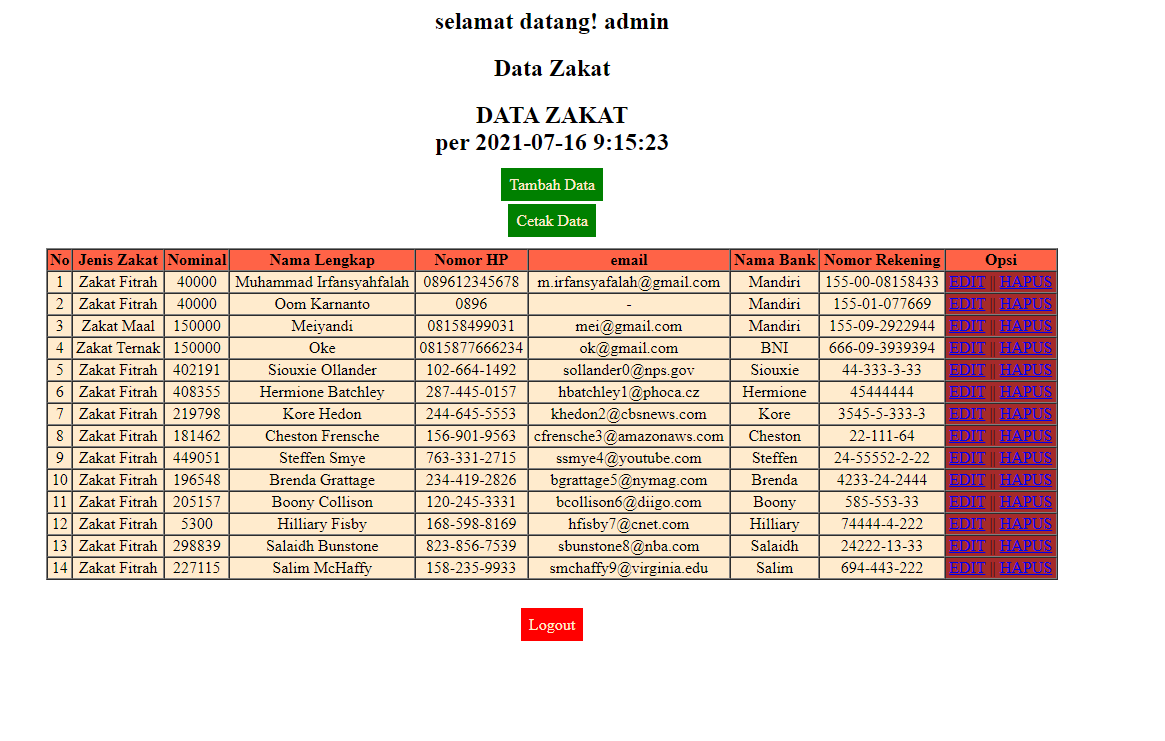 selamat datang! admin
Data Zakat
DATA ZAKAT
per 2021-07-16 9:15:23
Tambah Data
Cetak Data
No Jenis Zakat Nominal Nama Lengkap Nomor HP email Nama Bank Nomor Rekening Opsi
1 Zakat Fitrah 40000 Muhammad Irfansyahfalah 089612345678 m.irfansyafalah@gmail.com Mandiri 155-00-08158433 EDIT || HAPUS
2 Zakat Fitrah 40000 Oom Karnanto 0896 - Mandiri 155-01-077669 EDIT || HAPUS
3 Zakat Maal 150000 Meiyandi 08158499031 mei@gmail.com Mandiri 155-09-2922944 EDIT || HAPUS
4 Zakat Ternak 150000 Oke 0815877666234 ok@gmail.com BNI 666-09-3939394 EDIT || HAPUS
5 Zakat Fitrah 402191 Siouxie Ollander 102-664-1492 sollander0@nps.gov Siouxie 44-333-3-33 EDIT || HAPUS
6 Zakat Fitrah 408355 Hermione Batchley 287-445-0157 hbatchley1@phoca.cz Hermione 45444444 EDIT || HAPUS
7 Zakat Fitrah 219798 Kore Hedon 244-645-5553 khedon2@cbsnews.com Kore 3545-5-333-3 EDIT || HAPUS
8 Zakat Fitrah 181462 Cheston Frensche 156-901-9563 cfrensche3@amazonaws.com Cheston 22-111-64 EDIT || HAPUS
9 Zakat Fitrah 449051 Steffen Smye 763-331-2715 ssmye4@youtube.com Steffen 24-55552-2-22 EDIT || HAPUS
10 Zakat Fitrah 196548 Brenda Grattage 234-419-2826 bgrattage5@nymag.com Brenda 4233-24-2444 EDIT || HAPUS
11 Zakat Fitrah 205157 Boony Collison 120-245-3331 bcollison6@diigo.com Boony 585-553-33 EDIT || HAPUS
12 Zakat Fitrah 5300 Hilliary Fisby 168-598-8169 hfisby7@cnet.com Hilliary 74444-4-222 EDIT || HAPUS
13 Zakat Fitrah 298839 Salaidh Bunstone 823-856-7539 sbunstone8@nba.com Salaidh 24222-13-33 EDIT || HAPUS
14 Zakat Fitrah 227115 Salim McHaffy 158-235-9933 smchaffy9@virginia.edu Salim 694-443-222 EDIT || HAPUS
Logout